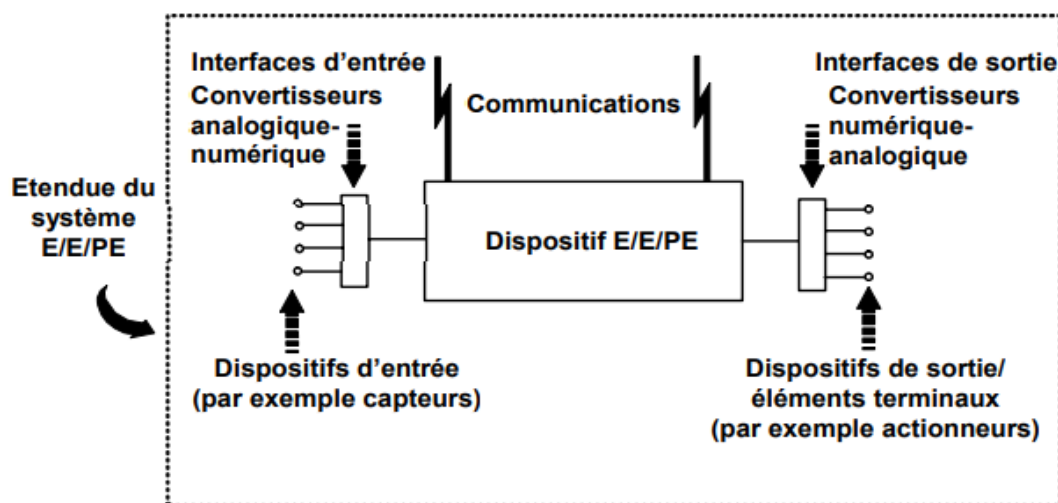 Interfaces d'entrée
Convertisseurs
analogique-
numérique
Communications
Interfaces de sortie
Convertisseurs
numérique-
analogique
Etendue du
système
E/E/PE
Dispositif E/E/PE
Dispositifs d'entrée
(par exemple capteurs)
Dispositifs de sortie/
éléments terminaux
(par exemple actionneurs)